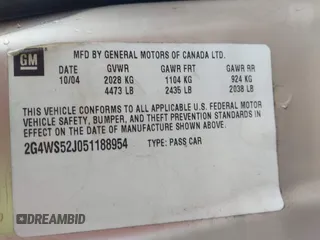 GM
MFD BY GENERAL MOTORS OF CANADA LTD.
DATE GVWR GAWR FRT GAWR RR
10/04 2028 KG 1104 KG 924 KG
4473 LB 2435 LB 2038 LB
THIS VEHICLE CONFORMS TO ALL APPLICABLE U.S. FEDERAL MOTOR
VEHICLE SAFETY, BUMPER, AND THEFT PREVENTION STANDARDS IN
EFFECT ON THE DATE OF MANUFACTURE SHOWN ABOVE.
2G4WS52J051188954 TYPE: PASS CAR
DREAMBID